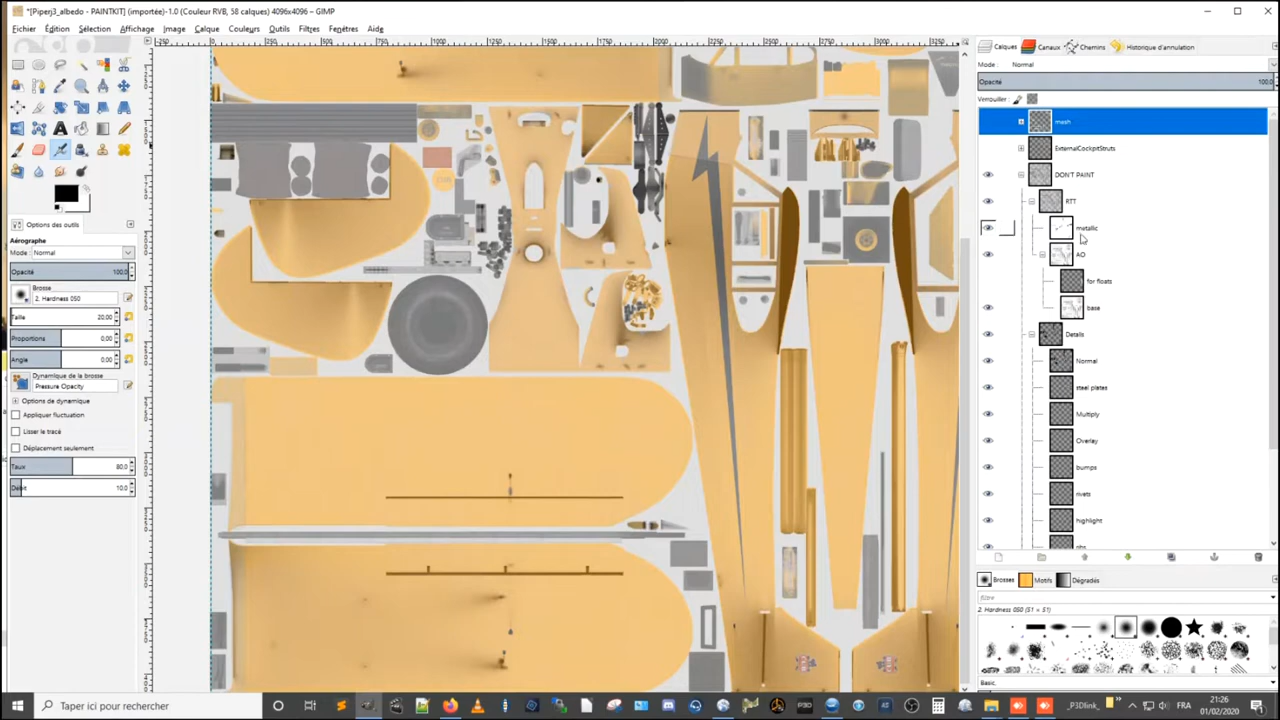 *[Piperj3_albedo - PAINTKIT] (importée)-1.0 (Couleur RVB, 58 calques) 4096x4096 – GIMP
Fichier Édition Sélection Affichage Image Calque Couleurs Outils Filtres Fenêtres Aide
Calques Canaux Chemins Historique d'annulation
Mode : Normal
Opacité 100,0
Verrouiller :
mesh
ExternalCockpitStruts
DON'T PAINT
RTT
metallic
AO
for floats
base
Details
Normal
steel plates
Multiply
Overlay
bumps
rivets
highlight
Options des outils
Aérographe
Mode : Normal
Opacité 100,0
Brosse
2. Hardness 050
Taille 20,00
Proportions 0,00
Angle 0,00
Dynamique de la brosse
Pressure Opacity
Options de dynamique
Appliquer fluctuation
Lisser le tracé
Déplacement seulement
Taux 80,0
Débit 10,0
Brosses Motifs Dégradés
filtre
2. Hardness 050 (51 × 51)
Basic,
Taper ici pour rechercher
_P3Dlink_
21:26
01/02/2020